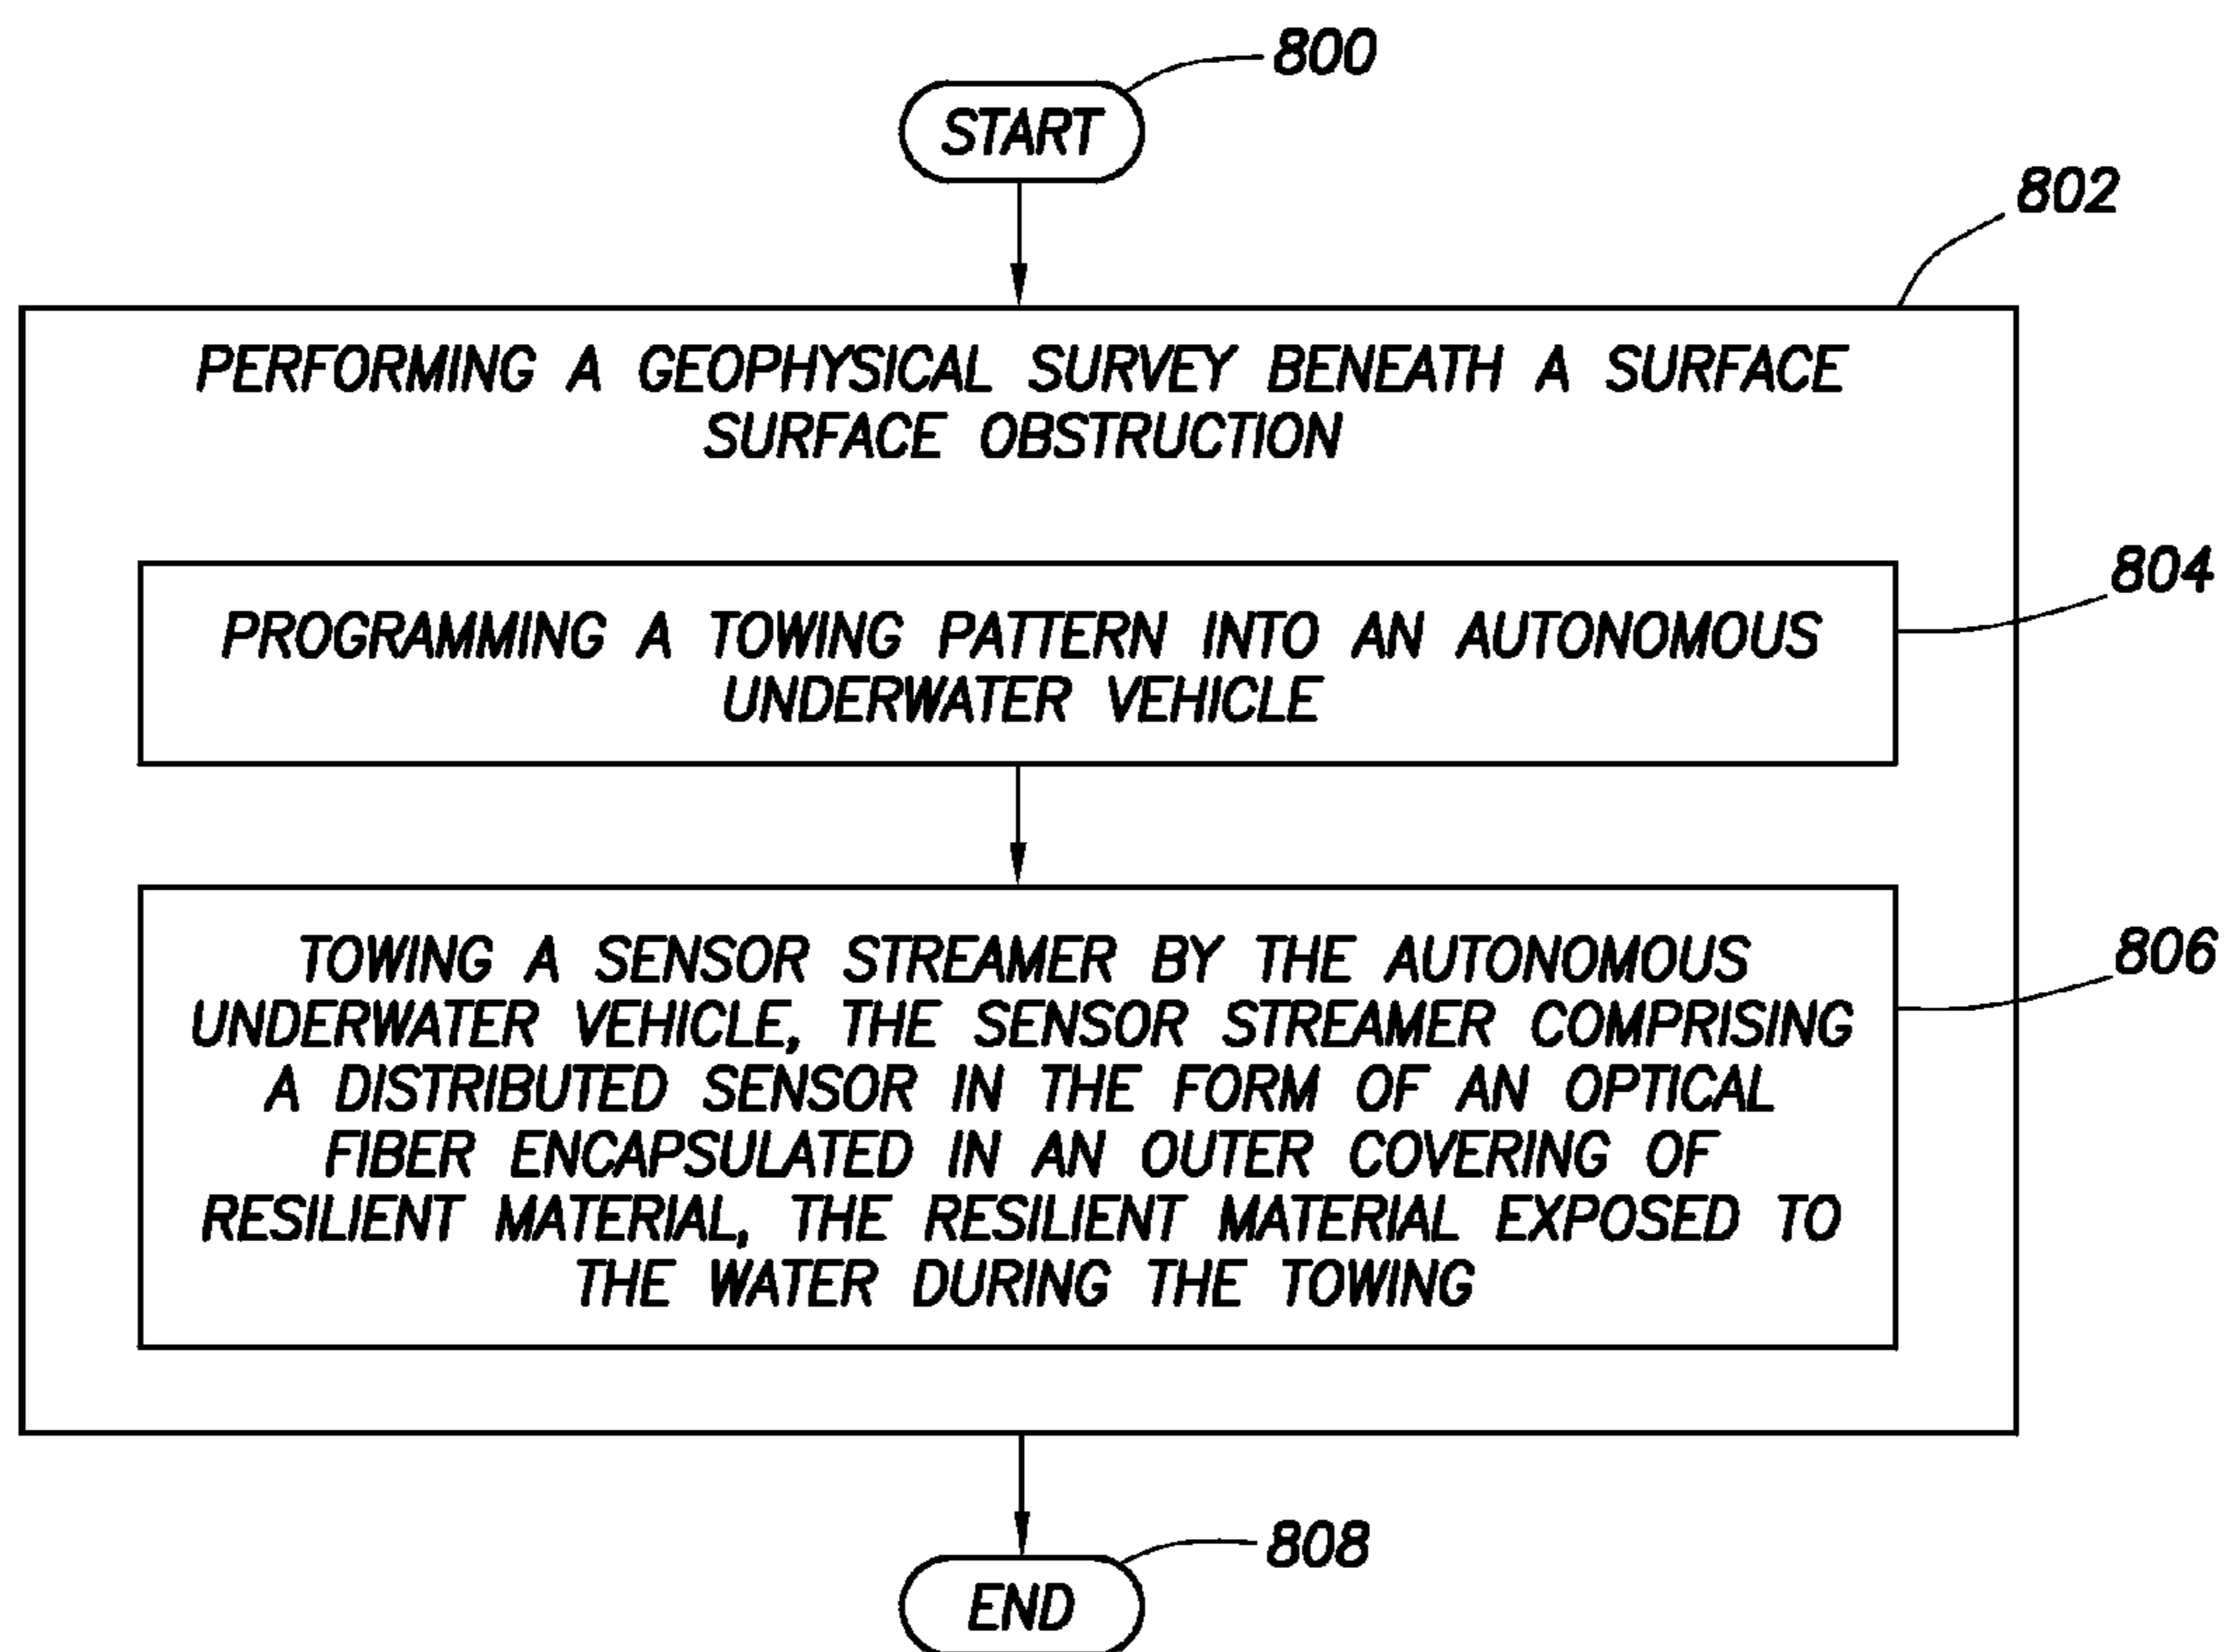 800
START
802
PERFORMING A GEOPHYSICAL SURVEY BENEATH A SURFACE
SURFACE OBSTRUCTION
804
PROGRAMMING A TOWING PATTERN INTO AN AUTONOMOUS
UNDERWATER VEHICLE
806
TOWING A SENSOR STREAMER BY THE AUTONOMOUS
UNDERWATER VEHICLE, THE SENSOR STREAMER COMPRISING
A DISTRIBUTED SENSOR IN THE FORM OF AN OPTICAL
FIBER ENCAPSULATED IN AN OUTER COVERING OF
RESILIENT MATERIAL, THE RESILIENT MATERIAL EXPOSED TO
THE WATER DURING THE TOWING
808
END